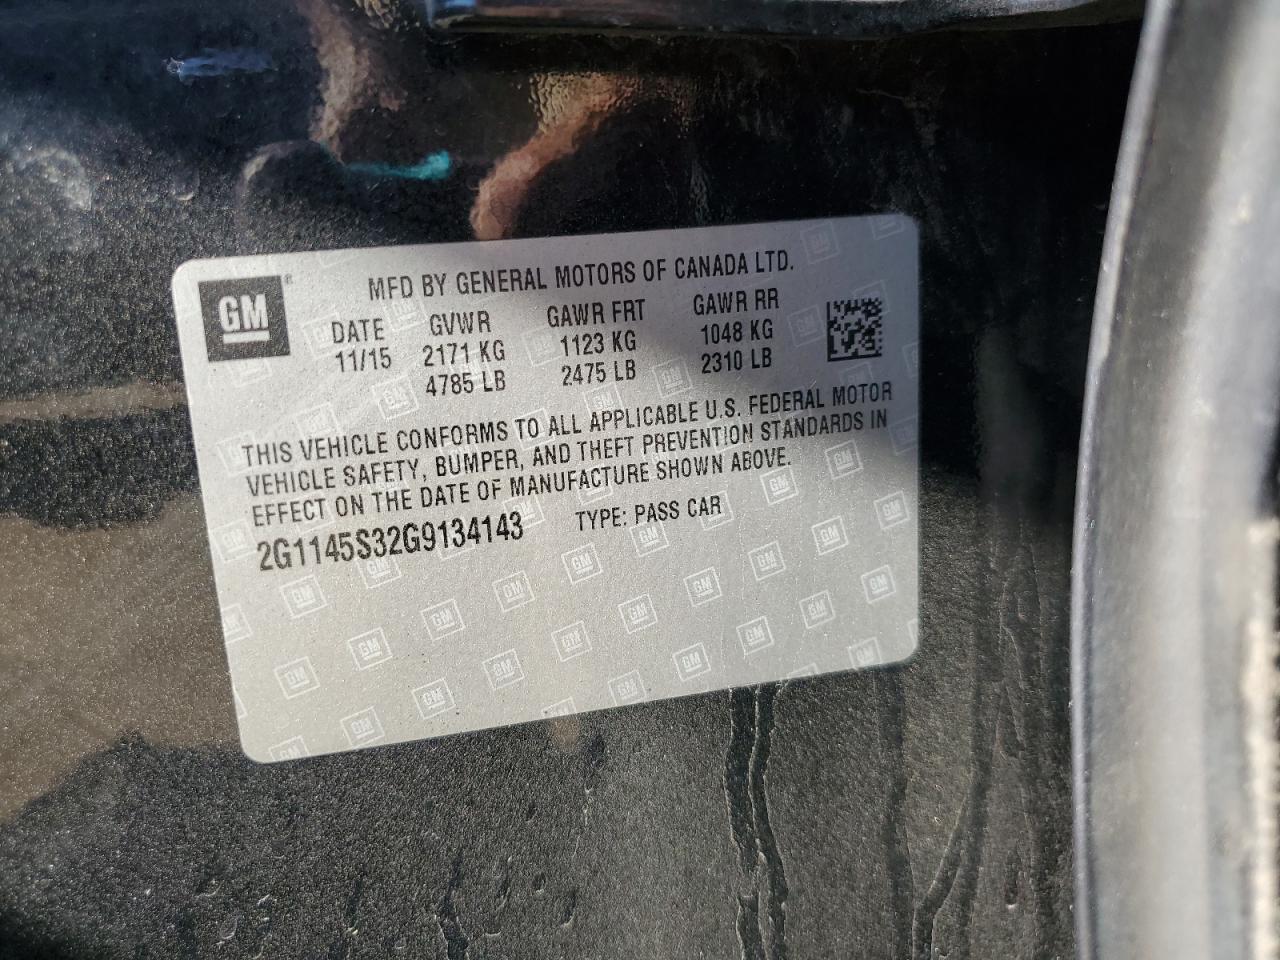 GM
MFD BY GENERAL MOTORS OF CANADA LTD.
DATE GVWR GAWR FRT GAWR RR
11/15 2171 KG 1123 KG 1048 KG
4785 LB 2475 LB 2310 LB
THIS VEHICLE CONFORMS TO ALL APPLICABLE U.S. FEDERAL MOTOR
VEHICLE SAFETY, BUMPER, AND THEFT PREVENTION STANDARDS IN
EFFECT ON THE DATE OF MANUFACTURE SHOWN ABOVE.
2G1145S32G9134143 TYPE: PASS CAR